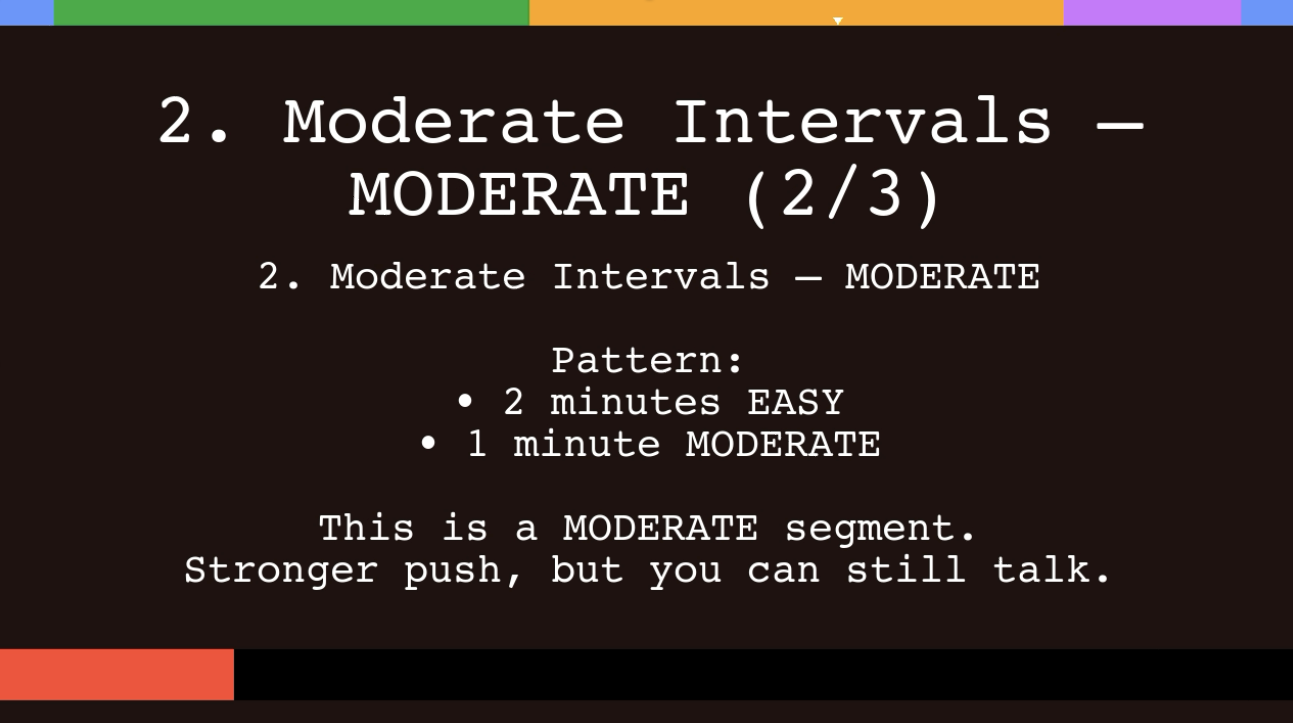 2. Moderate Intervals —
MODERATE (2/3)
2. Moderate Intervals — MODERATE
Pattern:
• 2 minutes EASY
• 1 minute MODERATE
This is a MODERATE segment.
Stronger push, but you can still talk.